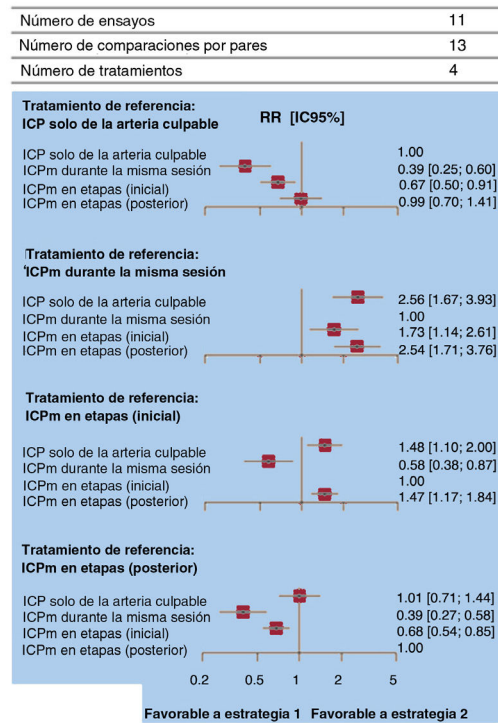 Número de ensayos 11
Número de comparaciones por pares 13
Número de tratamientos 4
Tratamiento de referencia:
ICP solo de la arteria culpable RR [IC95%]
ICP solo de la arteria culpable 1.00
ICPm durante la misma sesión 0.39 [0.25; 0.60]
ICPm en etapas (inicial) 0.67 [0.50; 0.91]
ICPm en etapas (posterior) 0.99 [0.70; 1.41]
Tratamiento de referencia:
'ICPm durante la misma sesión
ICP solo de la arteria culpable 2.56 [1.67; 3.93]
ICPm durante la misma sesión 1.00
ICPm en etapas (inicial) 1.73 [1.14; 2.61]
ICPm en etapas (posterior) 2.54 [1.71; 3.76]
Tratamiento de referencia:
ICPm en etapas (inicial)
ICP solo de la arteria culpable 1.48 [1.10; 2.00]
ICPm durante la misma sesión 0.58 [0.38; 0.87]
ICPm en etapas (inicial) 1.00
ICPm en etapas (posterior) 1.47 [1.17; 1.84]
Tratamiento de referencia:
ICPm en etapas (posterior)
ICP solo de la arteria culpable 1.01 [0.71; 1.44]
ICPm durante la misma sesión 0.39 [0.27; 0.58]
ICPm en etapas (inicial) 0.68 [0.54; 0.85]
ICPm en etapas (posterior) 1.00
0.2 0.5 1 2 5
Favorable a estrategia 1 Favorable a estrategia 2